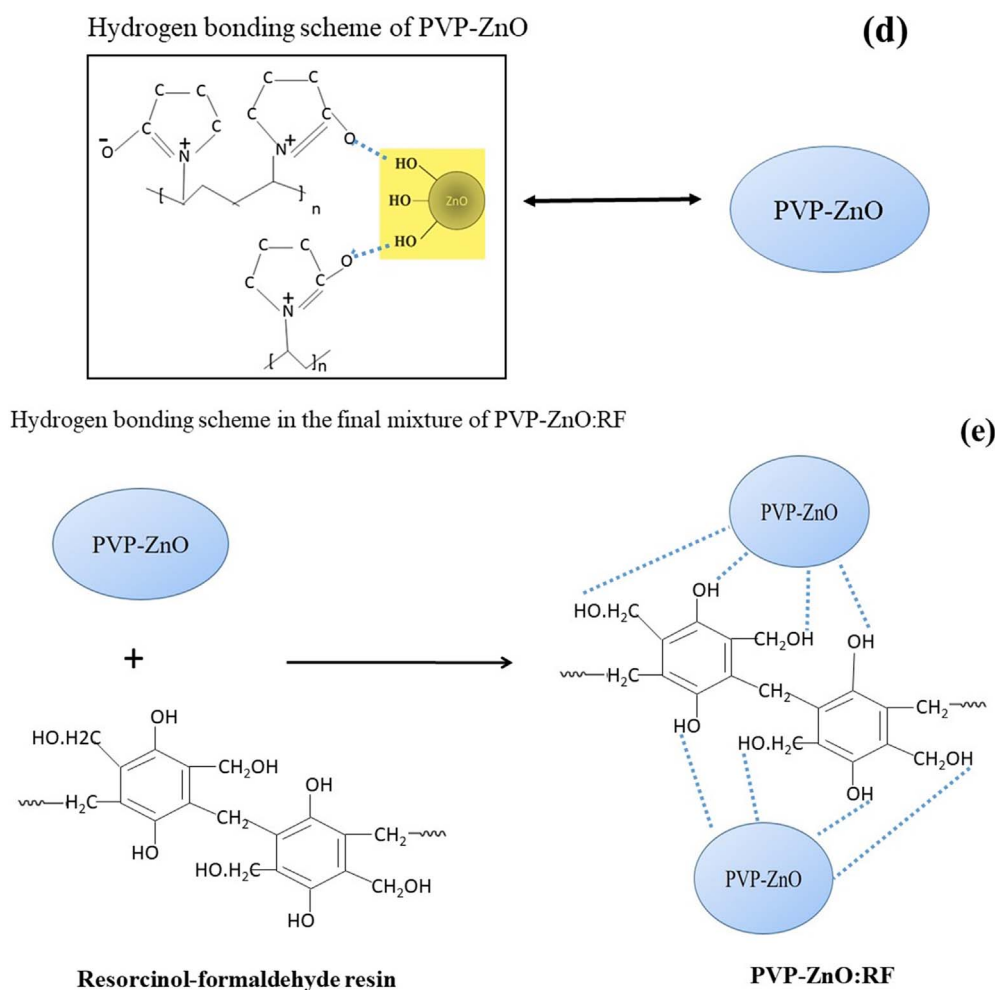 Hydrogen bonding scheme of PVP-ZnO
(d)
C C C C
C C C C
O - N + N + O
HO
HO ZnO
HO
[ ] n
C C O
C C
+
N
[ ]n
PVP-ZnO
Hydrogen bonding scheme in the final mixture of PVP-ZnO:RF
(e)
PVP-ZnO
+
OH
HO.H2C
CH2OH
H2C
CH2
OH
CH2
HO
HO.H2C
CH2OH
HO
Resorcinol-formaldehyde resin
PVP-ZnO
OH
HO.H2C
CH2OH
OH
H2C
CH2
CH2
HO
HO.H2C
CH2OH
OH
PVP-ZnO
PVP-ZnO:RF